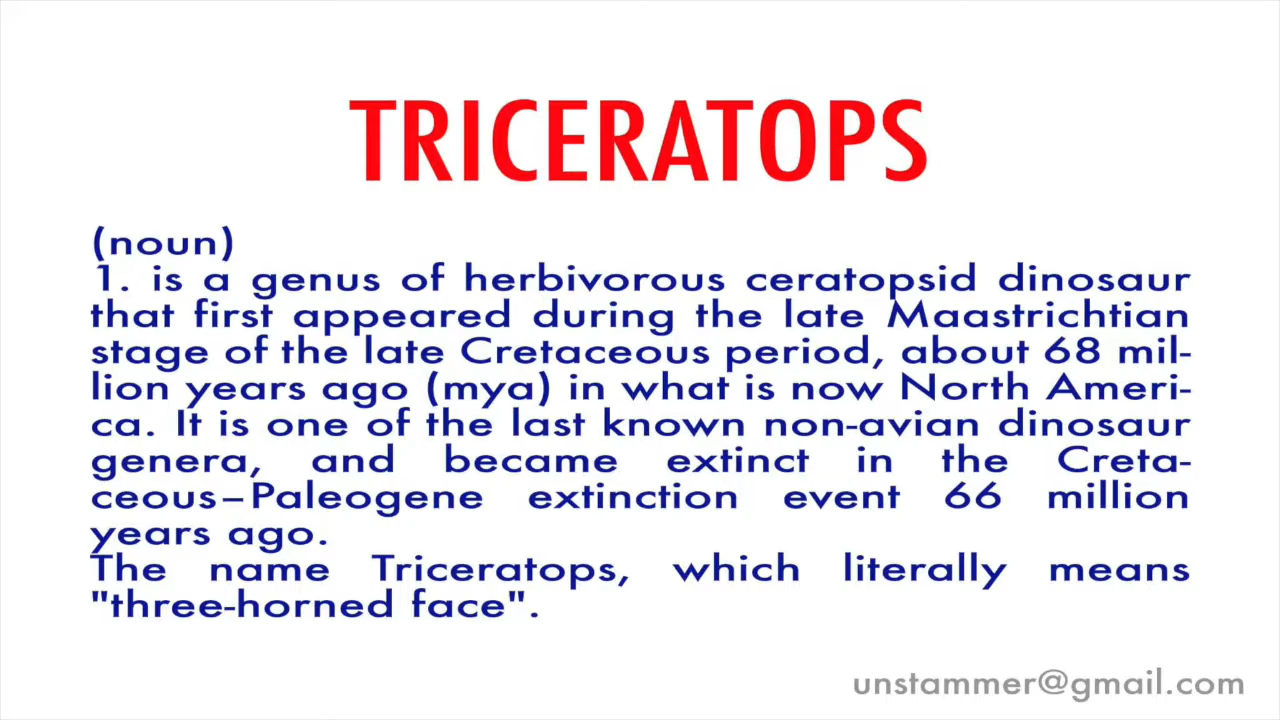 TRICERATOPS
(noun)
1. is a genus of herbivorous ceratopsid dinosaur
that first appeared during the late Maastrichtian
stage of the late Cretaceous period, about 68 mil-
lion years ago (mya) in what is now North Ameri-
ca. It is one of the last known non-avian dinosaur
genera, and became extinct in the Creta-
ceous–Paleogene extinction event 66 million
years ago.
The name Triceratops, which literally means
"three-horned face".
unstammer@gmail.com